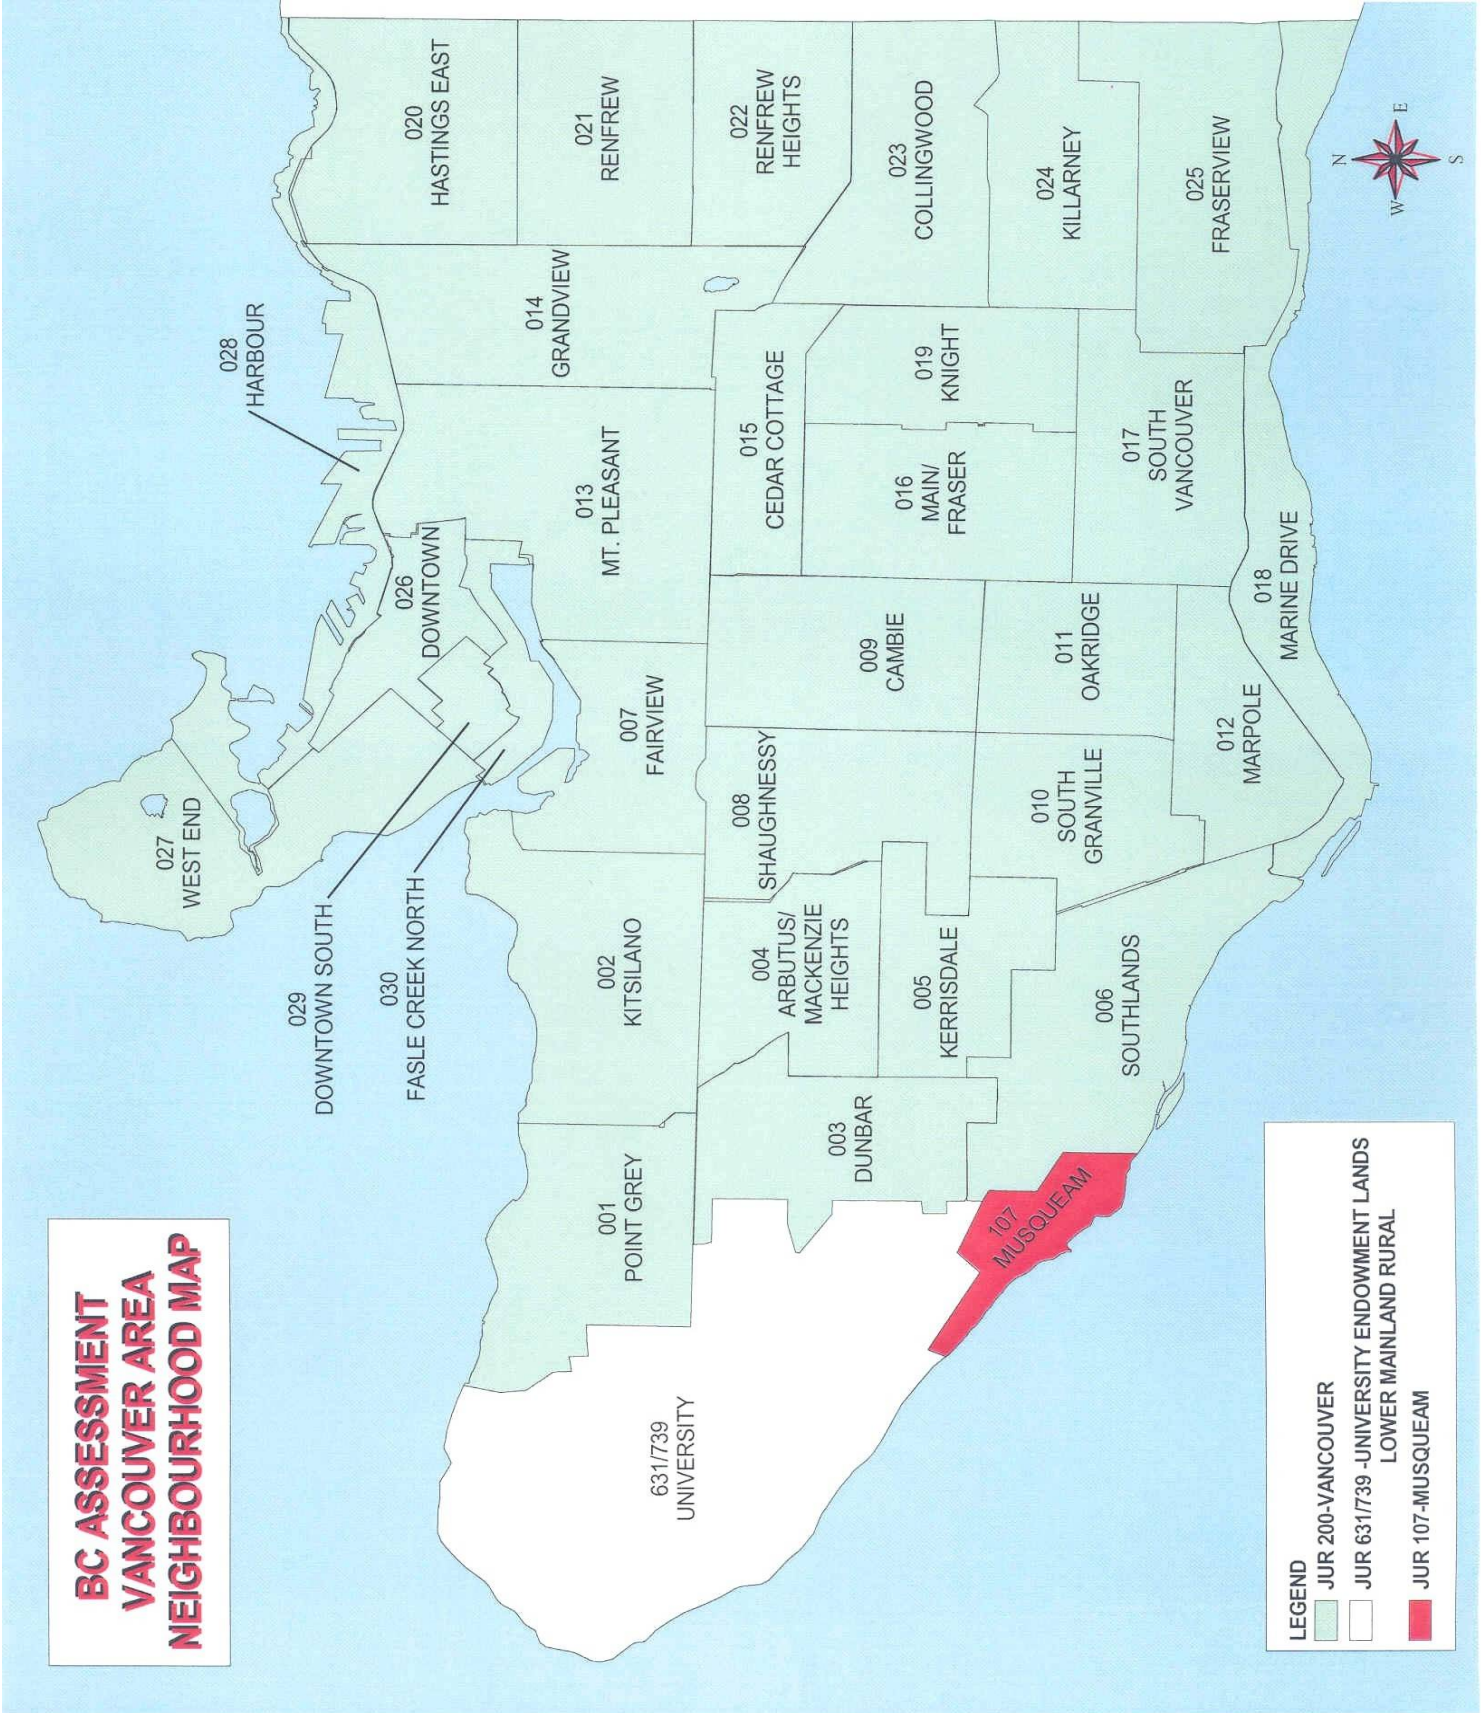 BC ASSESSMENT
VANCOUVER AREA
NEIGHBOURHOOD MAP
027
WEST END
028
HARBOUR
029
DOWNTOWN SOUTH
030
FASLE CREEK NORTH
026
DOWNTOWN
020
HASTINGS EAST
001
POINT GREY
002
KITSILANO
007
FAIRVIEW
013
MT. PLEASANT
014
GRANDVIEW
021
RENFREW
631/739
UNIVERSITY
003
DUNBAR
004
ARBUTUS/
MACKENZIE
HEIGHTS
008
SHAUGHNESSY
009
CAMBIE
015
CEDAR COTTAGE
022
RENFREW
HEIGHTS
005
KERRISDALE
016
MAIN/
FRASER
019
KNIGHT
023
COLLINGWOOD
107
MUSQUEAM
006
SOUTHLANDS
010
SOUTH
GRANVILLE
011
OAKRIDGE
017
SOUTH
VANCOUVER
024
KILLARNEY
012
MARPOLE
018
MARINE DRIVE
025
FRASERVIEW
LEGEND
JUR 200-VANCOUVER
JUR 631/739 -UNIVERSITY ENDOWMENT LANDS
LOWER MAINLAND RURAL
JUR 107-MUSQUEAM
N
W
E
S